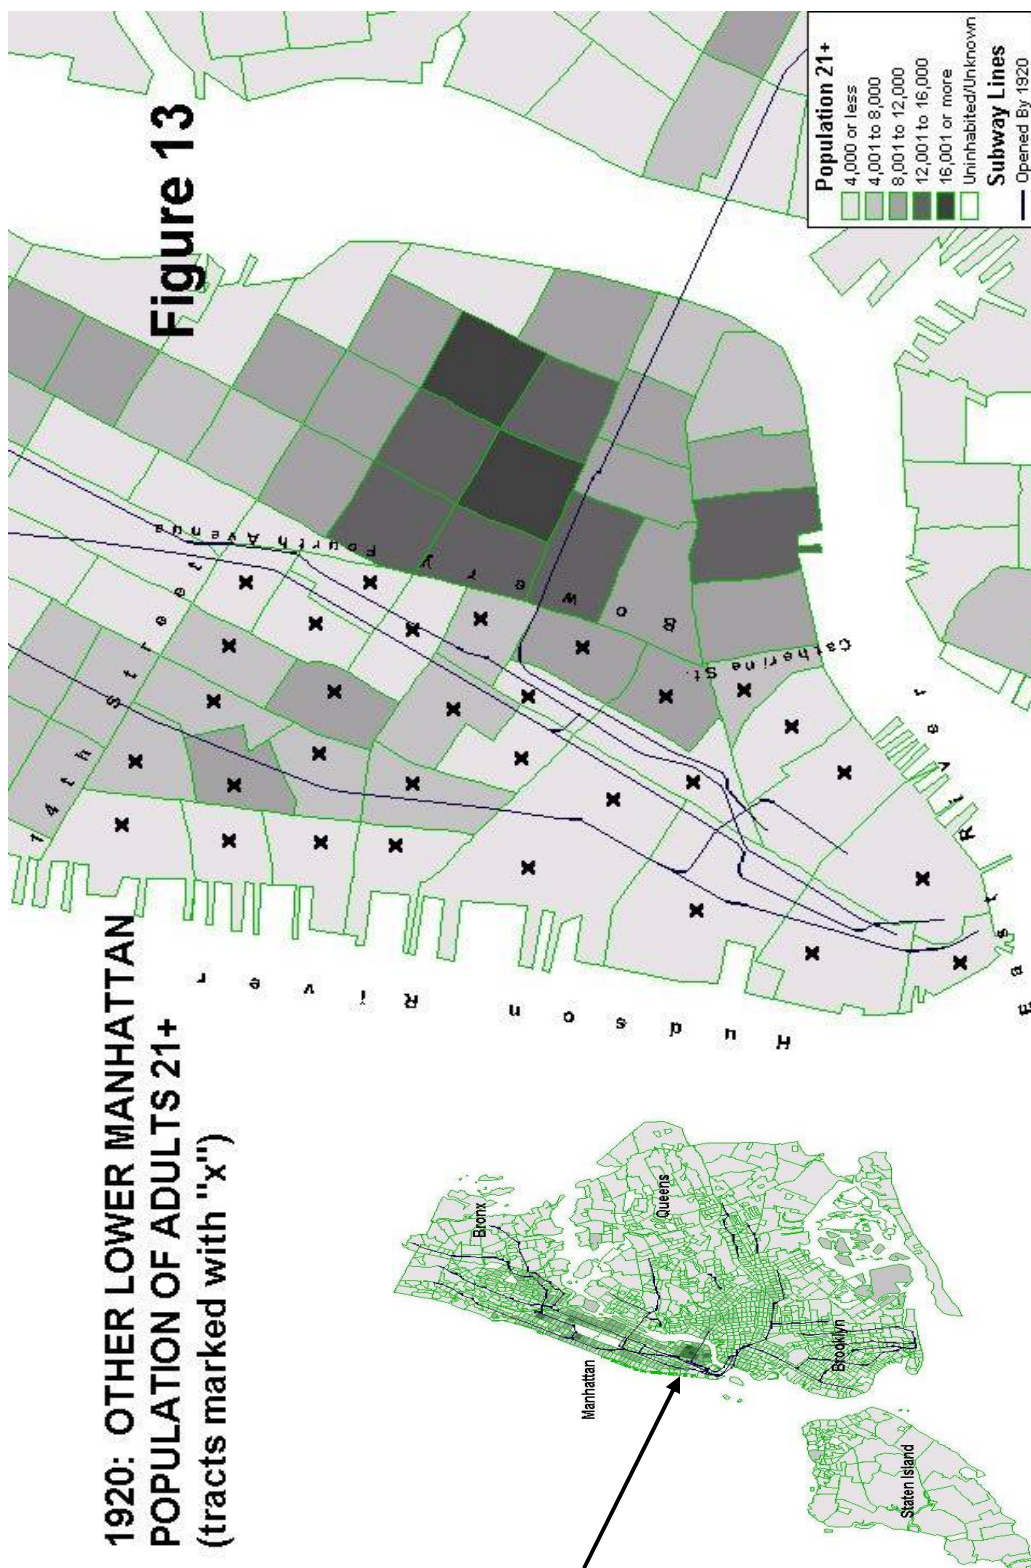 1920: OTHER LOWER MANHATTAN
POPULATION OF ADULTS 21+
(tracts marked with "x")
Figure 13
14th Street
Fourth Avenue
Bowery
Catherine St.
Hudson River
East River
Population 21+
4,000 or less
4,001 to 8,000
8,001 to 12,000
12,001 to 16,000
16,001 or more
Uninhabited/Unknown
Subway Lines
Opened By 1920
Bronx
Manhattan
Queens
Brooklyn
Staten Island